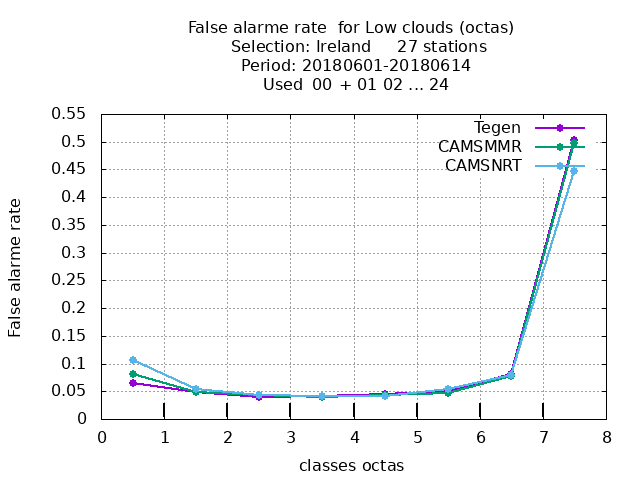 False alarme rate  for Low clouds (octas)
Selection: Ireland     27 stations
Period: 20180601-20180614
Used  00 + 01 02 ... 24
Tegen
CAMSMMR
CAMSNRT
False alarme rate
0.55
0.5
0.45
0.4
0.35
0.3
0.25
0.2
0.15
0.1
0.05
0
0 1 2 3 4 5 6 7 8
classes octas